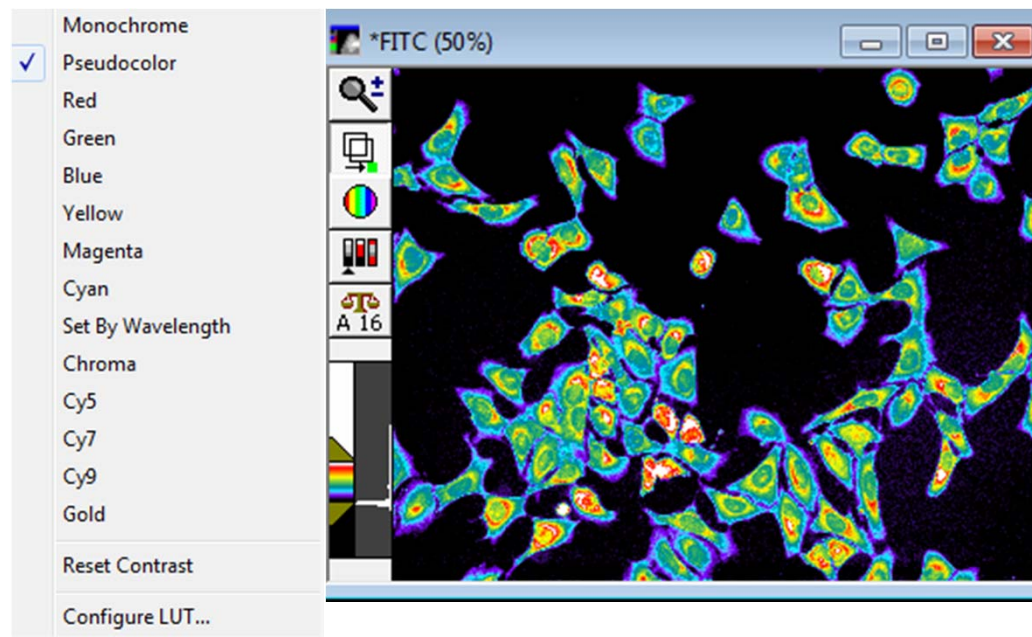 Monochrome
Pseudocolor
Red
Green
Blue
Yellow
Magenta
Cyan
Set By Wavelength
Chroma
Cy5
Cy7
Cy9
Gold
Reset Contrast
Configure LUT...
*FITC (50%)
A 16